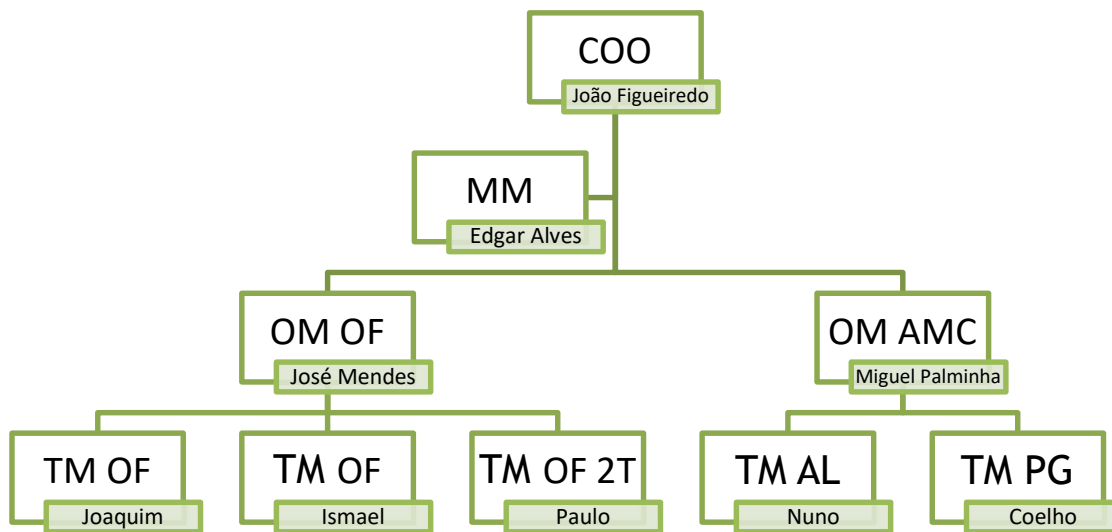 COO
João Figueiredo
MM
Edgar Alves
OM OF
José Mendes
OM AMC
Miguel Palminha
TM OF
Joaquim
TM OF
Ismael
TM OF 2T
Paulo
TM AL
Nuno
TM PG
Coelho